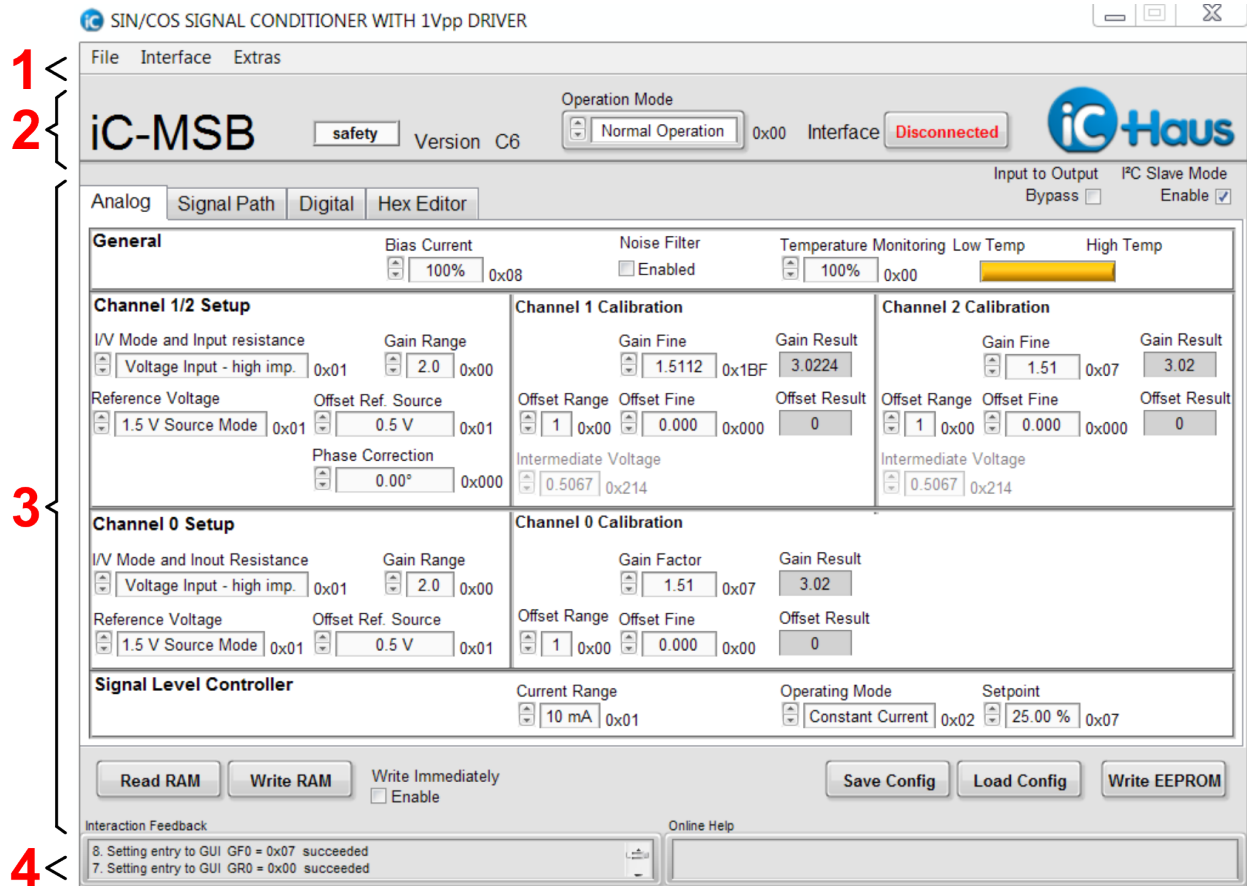 iC SIN/COS SIGNAL CONDITIONER WITH 1Vpp DRIVER
1
File Interface Extras
2
iC-MSB safety Version C6
Operation Mode
Normal Operation 0x00 Interface Disconnected
iC Haus
3
Input to Output Bypass
I²C Slave Mode Enable
Analog Signal Path Digital Hex Editor
General
Bias Current
100% 0x08
Noise Filter
Enabled
Temperature Monitoring Low Temp High Temp
100% 0x00
Channel 1/2 Setup
I/V Mode and Input resistance Gain Range
Voltage Input - high imp. 0x01 2.0 0x00
Reference Voltage Offset Ref. Source
1.5 V Source Mode 0x01 0.5 V 0x01
Phase Correction
0.00° 0x000
Channel 1 Calibration
Gain Fine Gain Result
1.5112 0x1BF 3.0224
Offset Range Offset Fine Offset Result
1 0x00 0.000 0x000 0
Intermediate Voltage
0.5067 0x214
Channel 2 Calibration
Gain Fine Gain Result
1.51 0x07 3.02
Offset Range Offset Fine Offset Result
1 0x00 0.000 0x000 0
Intermediate Voltage
0.5067 0x214
Channel 0 Setup
I/V Mode and Inout Resistance Gain Range
Voltage Input - high imp. 0x01 2.0 0x00
Reference Voltage Offset Ref. Source
1.5 V Source Mode 0x01 0.5 V 0x01
Channel 0 Calibration
Gain Factor Gain Result
1.51 0x07 3.02
Offset Range Offset Fine Offset Result
1 0x00 0.000 0x00 0
Signal Level Controller
Current Range Operating Mode Setpoint
10 mA 0x01 Constant Current 0x02 25.00 % 0x07
Read RAM Write RAM
Write Immediately
Enable
Save Config Load Config Write EEPROM
Interaction Feedback Online Help
4
8. Setting entry to GUI GF0 = 0x07 succeeded
7. Setting entry to GUI GR0 = 0x00 succeeded